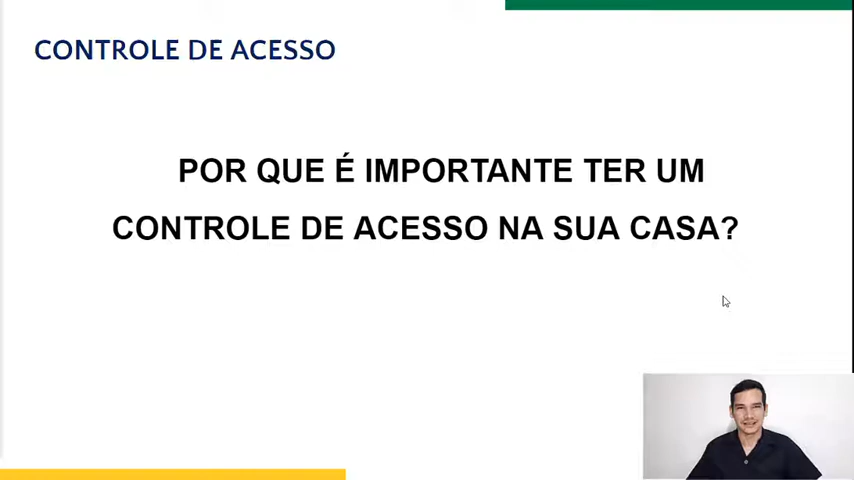 CONTROLE DE ACESSO
POR QUE É IMPORTANTE TER UM
CONTROLE DE ACESSO NA SUA CASA?